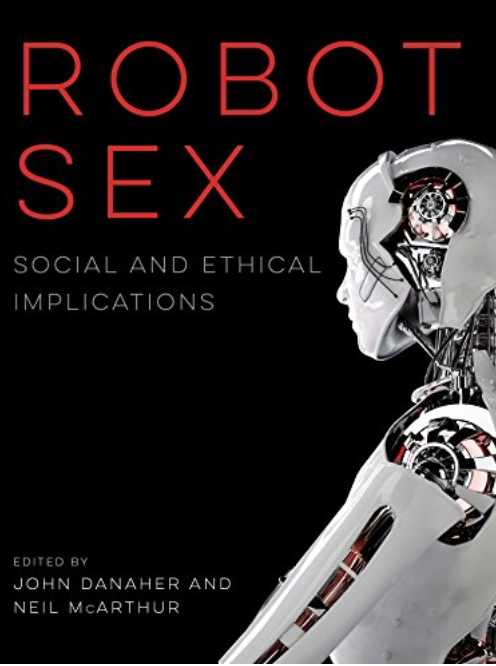 ROBOT
SEX
SOCIAL AND ETHICAL
IMPLICATIONS
EDITED BY
JOHN DANAHER AND
NEIL McARTHUR